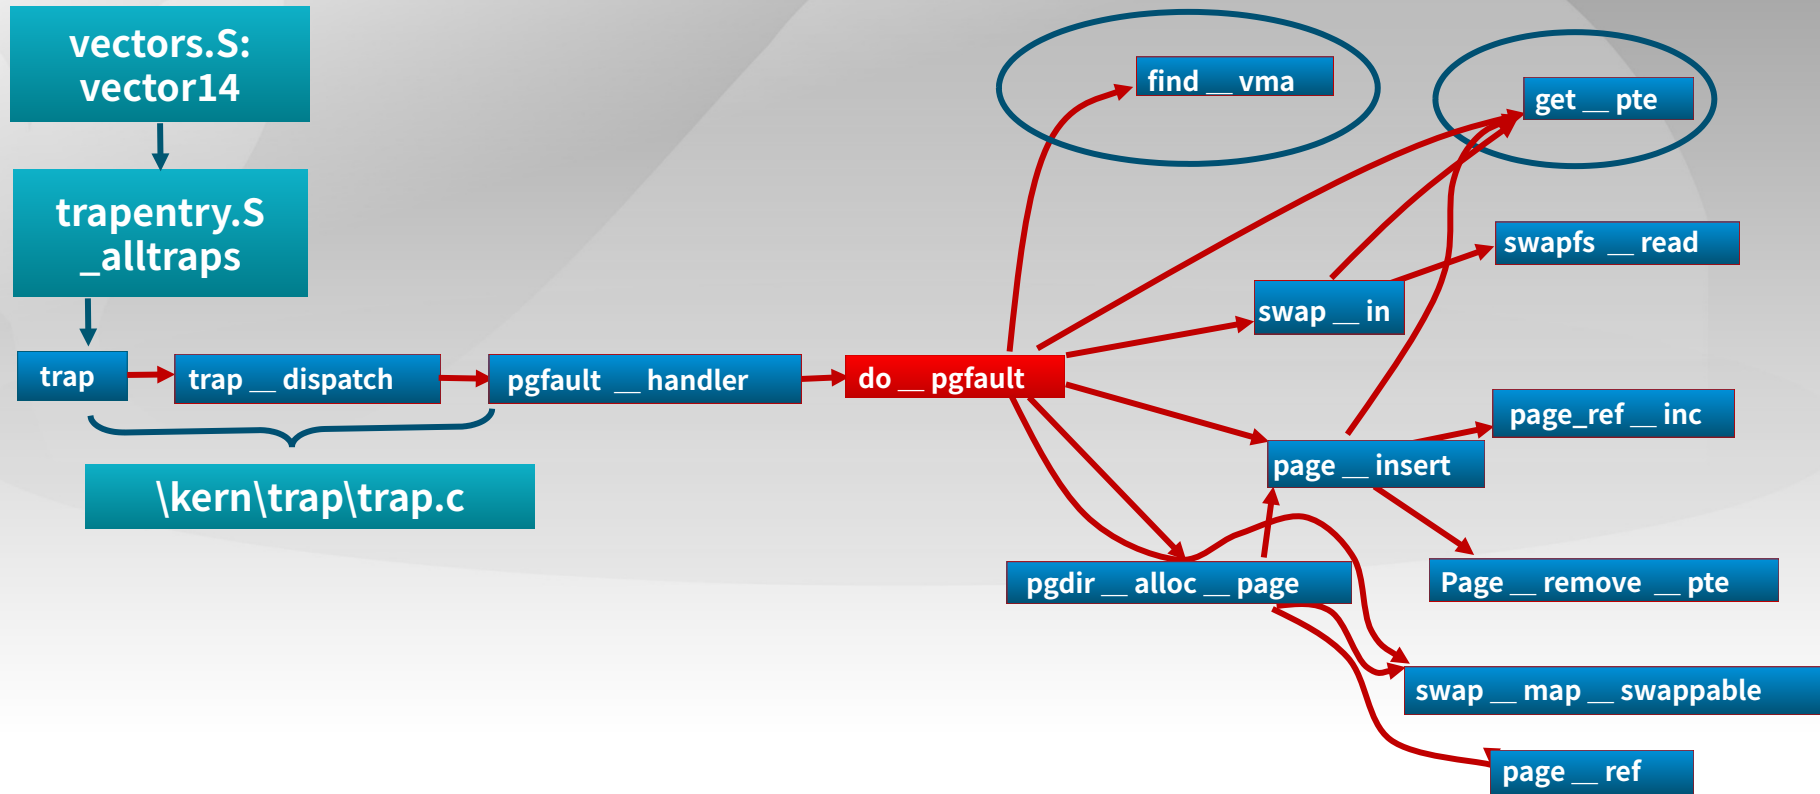 vectors.S:
vector14
trapentry.S
_alltraps
trap
trap __ dispatch
pgfault __ handler
do __ pgfault
\kern\trap\trap.c
find __ vma
get __ pte
swapfs __ read
swap __ in
page_ref __ inc
page __ insert
pgdir __ alloc __ page
Page __ remove __ pte
swap __ map __ swappable
page __ ref